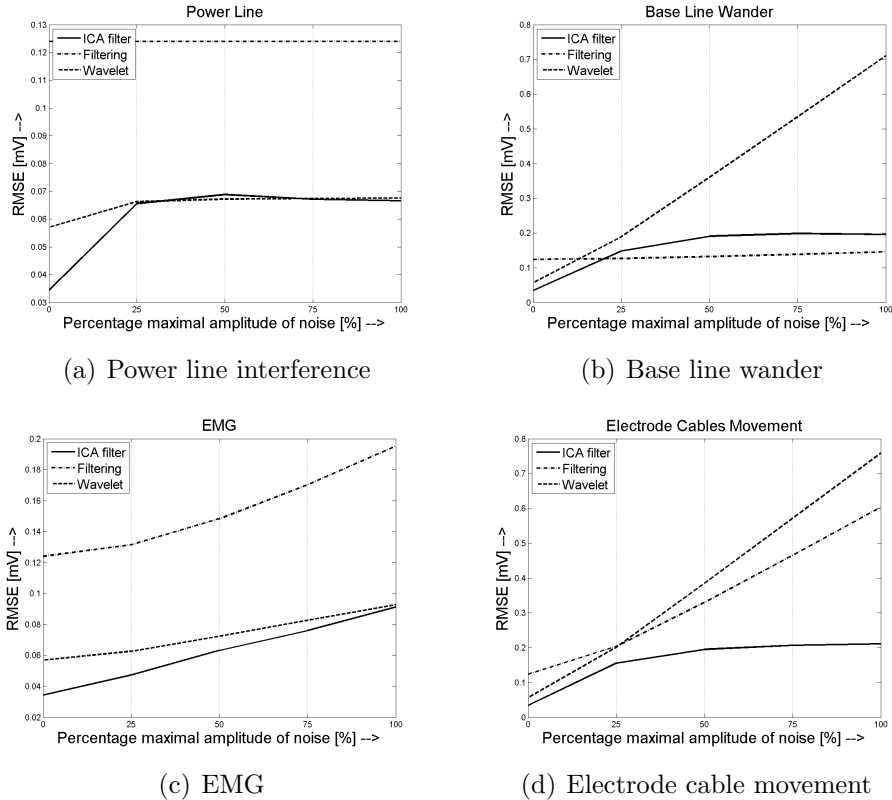 Power Line
0.13
0.12
0.11
0.1
0.09
0.08
0.07
0.06
0.05
0.04
0.03
0
25
50
75
100
RMSE [mV] -->
Percentage maximal amplitude of noise [%] -->
ICA filter
Filtering
Wavelet
(a) Power line interference
Base Line Wander
0.8
0.7
0.6
0.5
0.4
0.3
0.2
0.1
0
0
25
50
75
100
RMSE [mV] -->
Percentage maximal amplitude of noise [%] -->
ICA filter
Filtering
Wavelet
(b) Base line wander
EMG
0.2
0.18
0.16
0.14
0.12
0.1
0.08
0.06
0.04
0.02
0
25
50
75
100
RMSE [mV] -->
Percentage maximal amplitude of noise [%] -->
ICA filter
Filtering
Wavelet
(c) EMG
Electrode Cables Movement
0.8
0.7
0.6
0.5
0.4
0.3
0.2
0.1
0
0
25
50
75
100
RMSE [mV] -->
Percentage maximal amplitude of noise [%] -->
ICA filter
Filtering
Wavelet
(d) Electrode cable movement